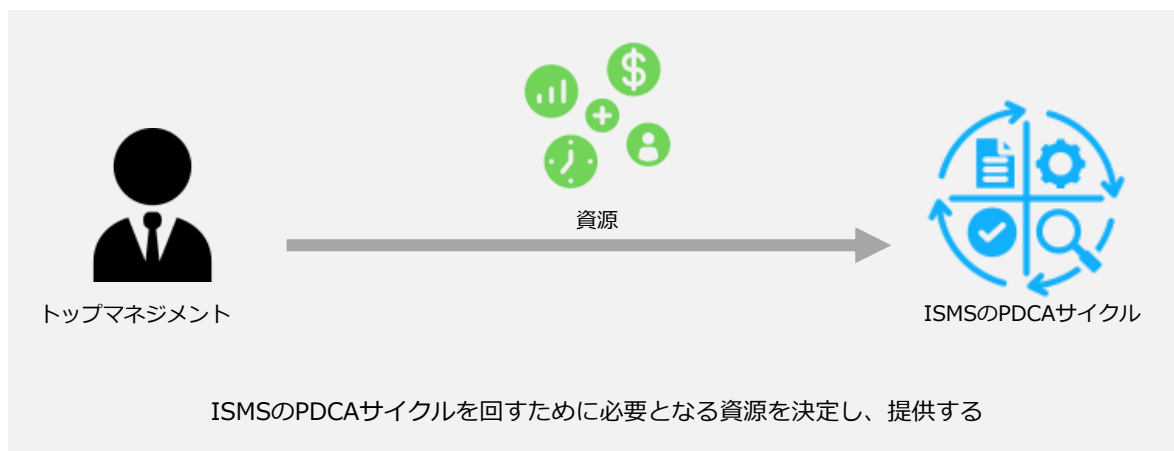 資源
トップマネジメント
ISMSのPDCAサイクル
ISMSのPDCAサイクルを回すために必要となる資源を決定し、提供する